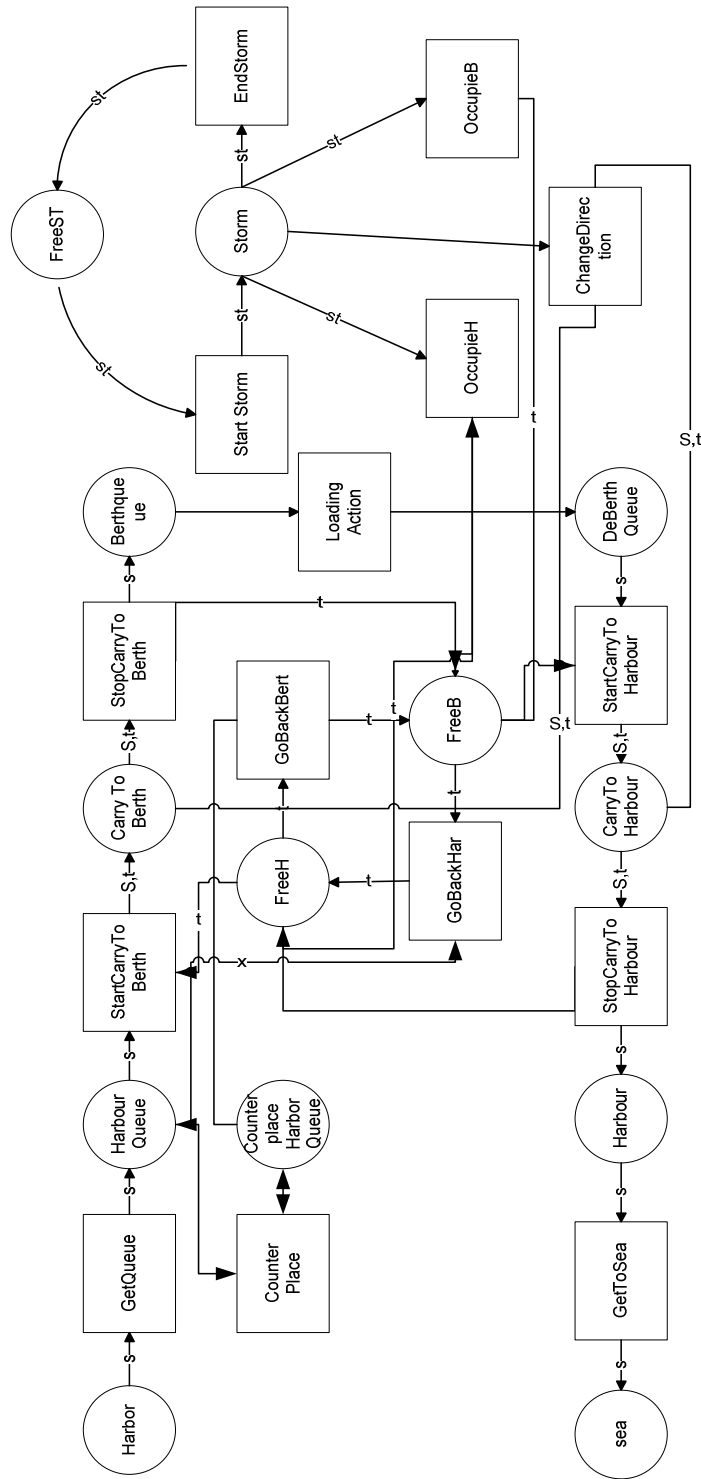 Harbor
s
GetQueue
s
Harbour
Queue
s
StartCarryTo
Berth
S,t
Carry To
Berth
S,t
StopCarryTo
Berth
s
Berthque
ue
Counter
Place
Counter
place
Harbor
Queue
x
t
FreeH
t
GoBackBert
t
t
GoBackHar
t
FreeB
t
t
Loading
Action
Start Storm
st
FreeST
st
EndStorm
st
Storm
st
st
st
OccupieH
OccupieB
t
ChangeDirec
tion
S,t
S,t
DeBerth
Queue
s
StartCarryTo
Harbour
S,t
CarryTo
Harbour
S,t
StopCarryTo
Harbour
s
Harbour
s
GetToSea
s
sea